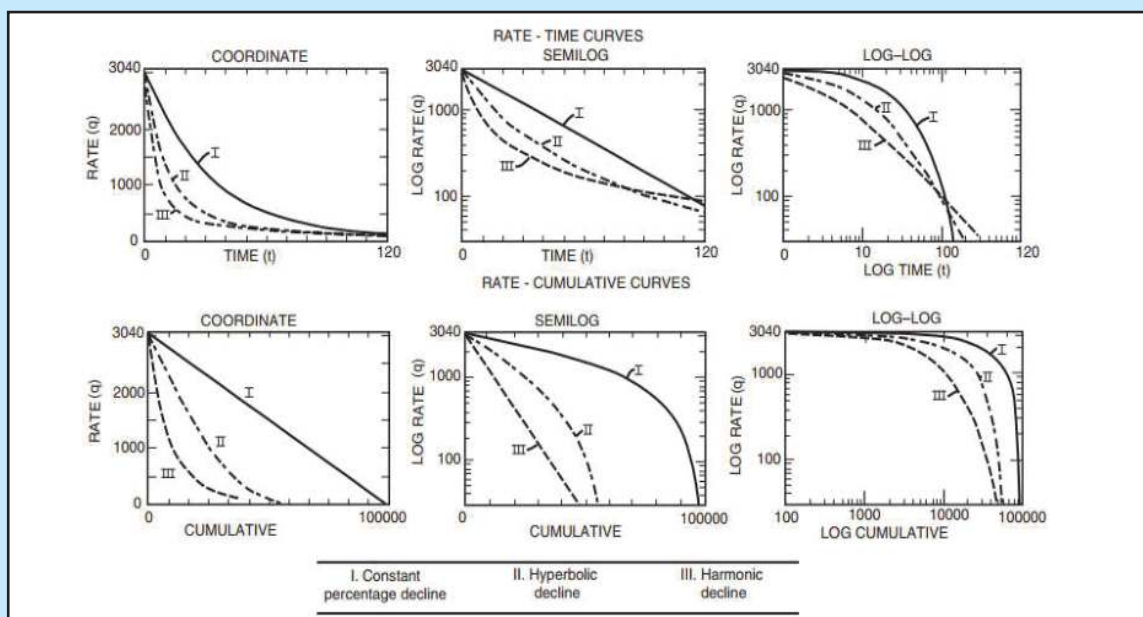 RATE - TIME CURVES
COORDINATE
SEMILOG
LOG–LOG
3040
2000
1000
0
RATE (q)
I
II
III
0
TIME (t)
120
3040
1000
100
LOG RATE (q)
I
II
III
0
TIME (t)
120
3040
1000
100
LOG RATE (q)
I
II
III
0
10
100
120
LOG TIME (t)
RATE - CUMULATIVE CURVES
COORDINATE
SEMILOG
LOG–LOG
3040
2000
1000
0
RATE (q)
I
II
III
0
100000
CUMULATIVE
3040
1000
100
LOG RATE (q)
I
II
III
0
100000
CUMULATIVE
3040
1000
100
LOG RATE (q)
I
II
III
100
1000
10000
100000
LOG CUMULATIVE
I. Constant
percentage decline
II. Hyperbolic
decline
III. Harmonic
decline